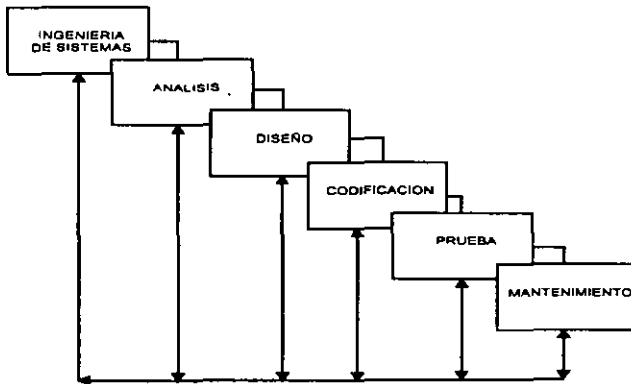 INGENIERIA
DE SISTEMAS
ANALISIS
DISEÑO
CODIFICACION
PRUEBA
MANTENIMIENTO